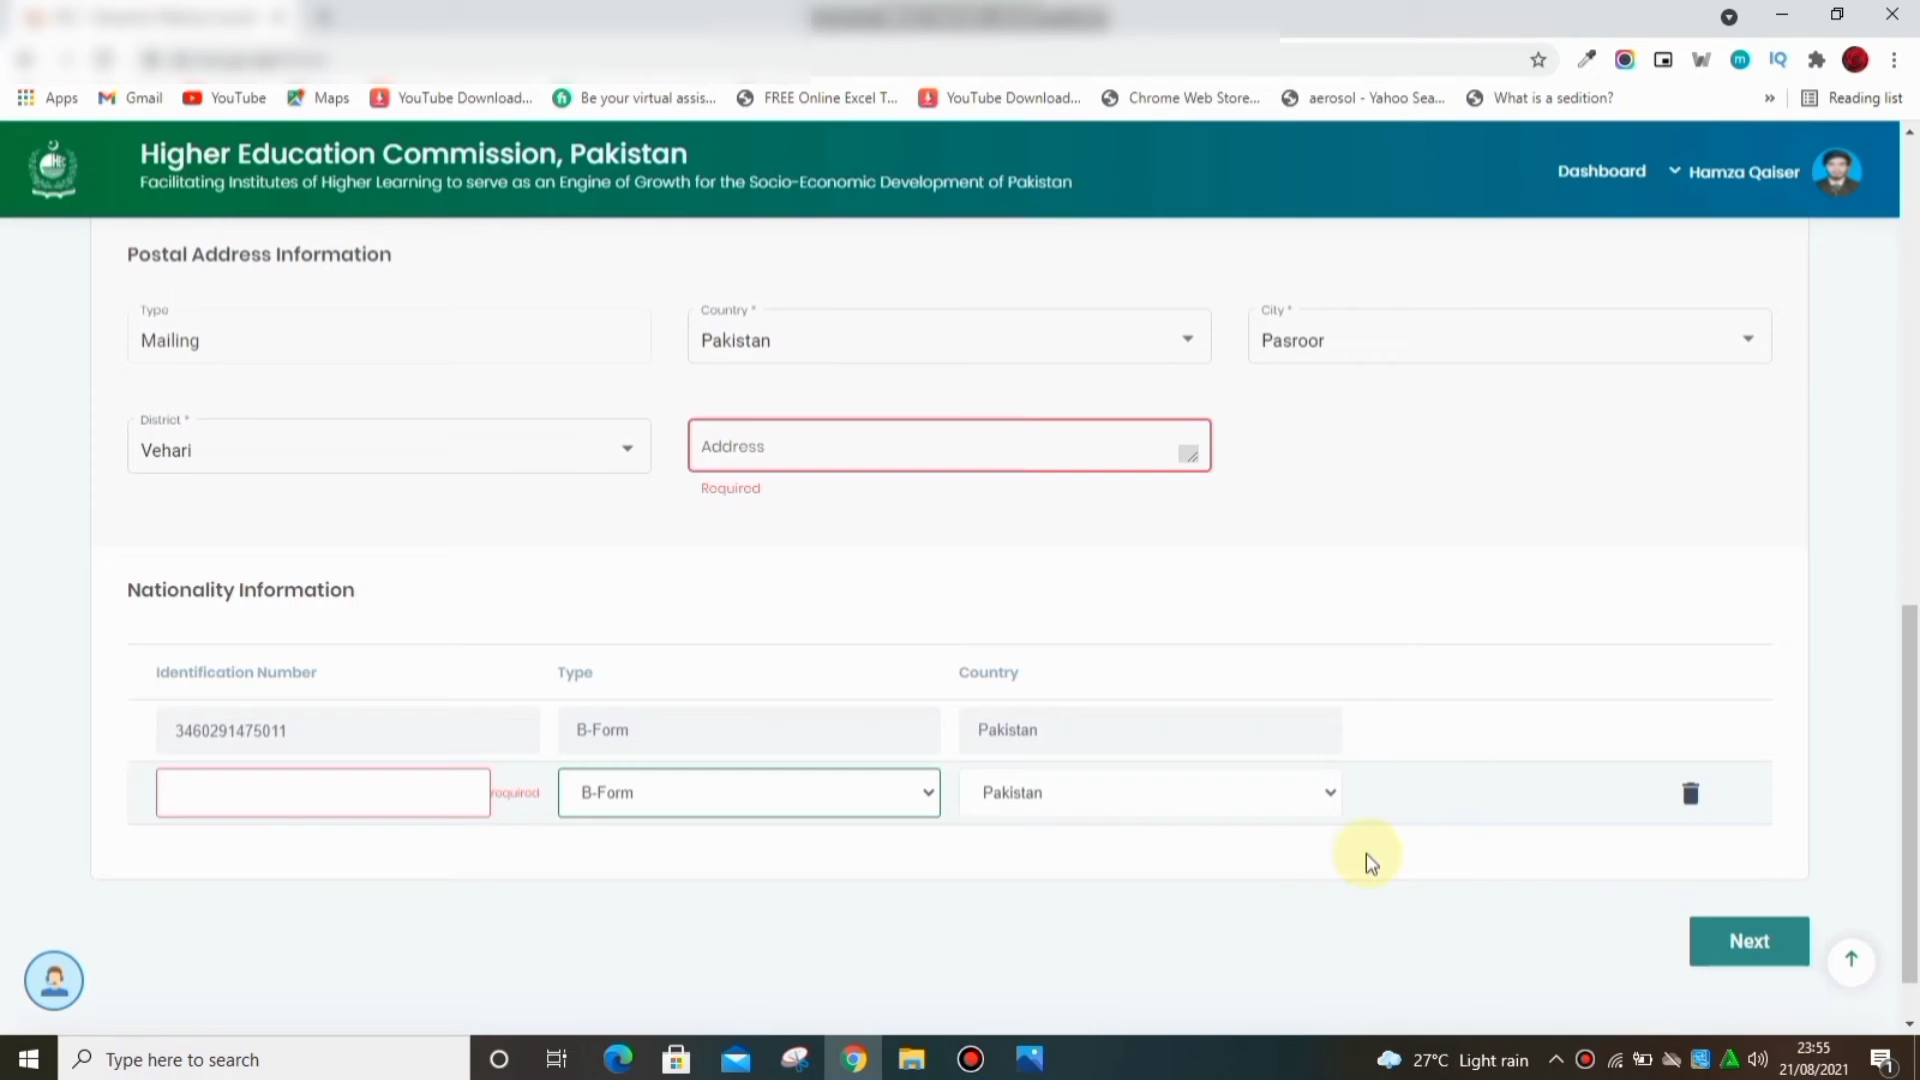 Apps Gmail YouTube Maps YouTube Download... Be your virtual assis... FREE Online Excel T... YouTube Download... Chrome Web Store... aerosol - Yahoo Sea... What is a sedition? » Reading list
Higher Education Commission, Pakistan
Facilitating Institutes of Higher Learning to serve as an Engine of Growth for the Socio-Economic Development of Pakistan
Dashboard Hamza Qaiser
Postal Address Information
Type Country * City *
Mailing Pakistan Pasroor
District *
Vehari Address
Required
Nationality Information
Identification Number Type Country
3460291475011 B-Form Pakistan
required B-Form Pakistan
Next
Type here to search
27°C Light rain
23:55
21/08/2021
1